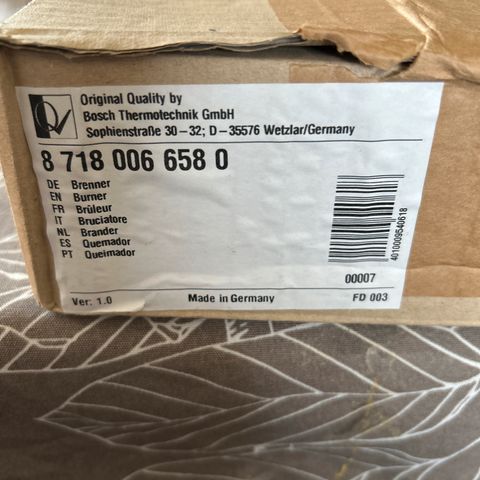 Original Quality by
Bosch Thermotechnik GmbH
Sophienstraße 30-32; D-35576 Wetzlar/Germany
8 718 006 658 0
DE Brenner
EN Burner
FR Brûleur
IT Bruciatore
NL Brander
ES Quemador
PT Queimador
4010009540618
00007
Ver: 1.0 Made in Germany FD 003